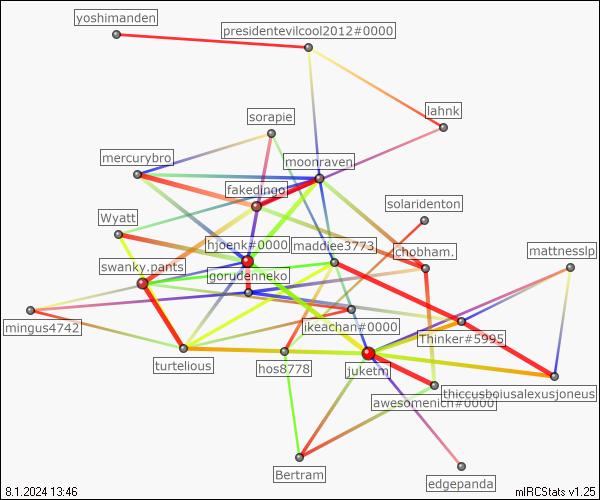 yoshimanden
presidentevilcool2012#0000
lahnk
sorapie
mercurybro
moonraven
fakedingo
solaridenton
Wyatt
hjoenk#0000
maddiee3773
chobham.
mattnesslp
swanky.pants
gorudenneko
mingus4742
ikeachan#0000
Thinker#5995
turtelious
hos8778
juketm
thiccusboiusalexusjoneus
awesomenich#0000
Bertram
edgepanda
8.1.2024 13:46
mIRCStats v1.25